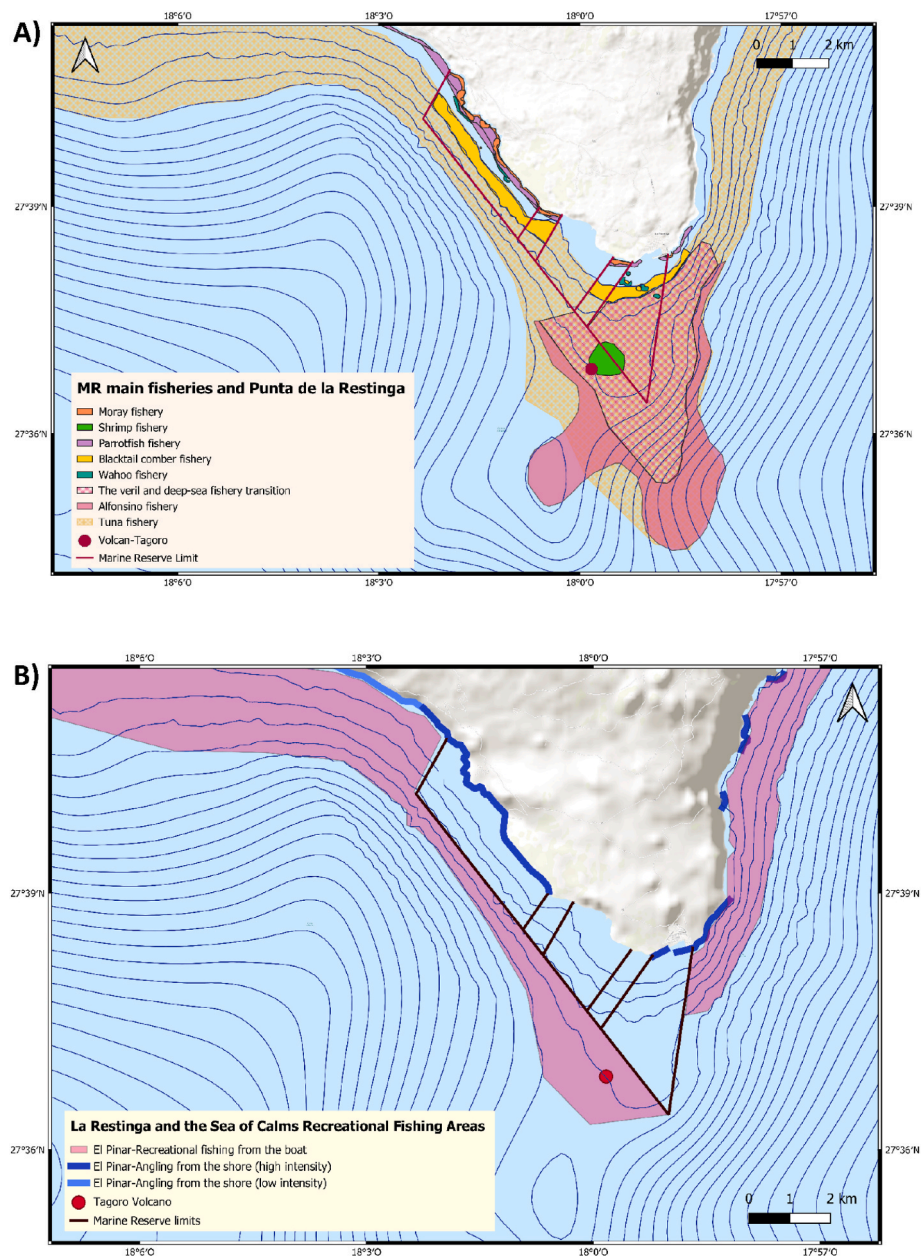 A)
18°6'O 18°3'O 18°0'O 17°57'O
0 1 2 km
27°39'N 27°39'N
27°36'N 27°36'N
MR main fisheries and Punta de la Restinga
Moray fishery
Shrimp fishery
Parrotfish fishery
Blacktail comber fishery
Wahoo fishery
The veril and deep-sea fishery transition
Alfonsino fishery
Tuna fishery
Volcan-Tagoro
Marine Reserve Limit
18°6'O 18°3'O 18°0'O 17°57'O
B)
18°6'O 18°3'O 18°0'O 17°57'O
27°39'N 27°39'N
27°36'N 27°36'N
La Restinga and the Sea of Calms Recreational Fishing Areas
El Pinar-Recreational fishing from the boat
El Pinar-Angling from the shore (high intensity)
El Pinar-Angling from the shore (low intensity)
Tagoro Volcano
Marine Reserve limits
0 1 2 km
18°6'O 18°3'O 18°0'O 17°57'O